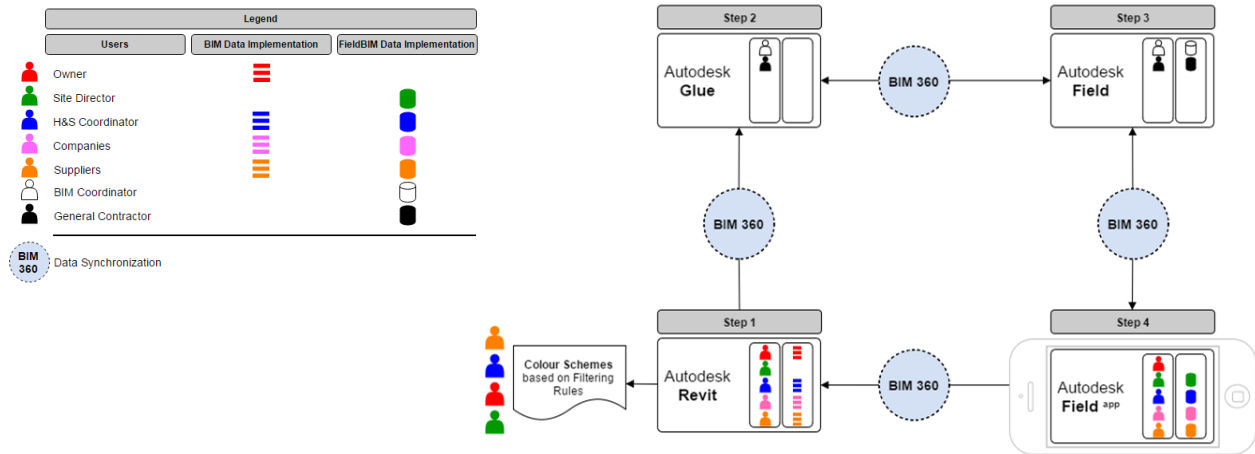 Legend
Users
BIM Data Implementation
FieldBIM Data Implementation
Owner
Site Director
H&S Coordinator
Companies
Suppliers
BIM Coordinator
General Contractor
BIM
360
Data Synchronization
Step 2
Autodesk
Glue
BIM 360
Step 3
Autodesk
Field
BIM 360
BIM 360
Step 1
Autodesk
Revit
Colour Schemes
based on Filtering
Rules
BIM 360
Step 4
Autodesk
Field app